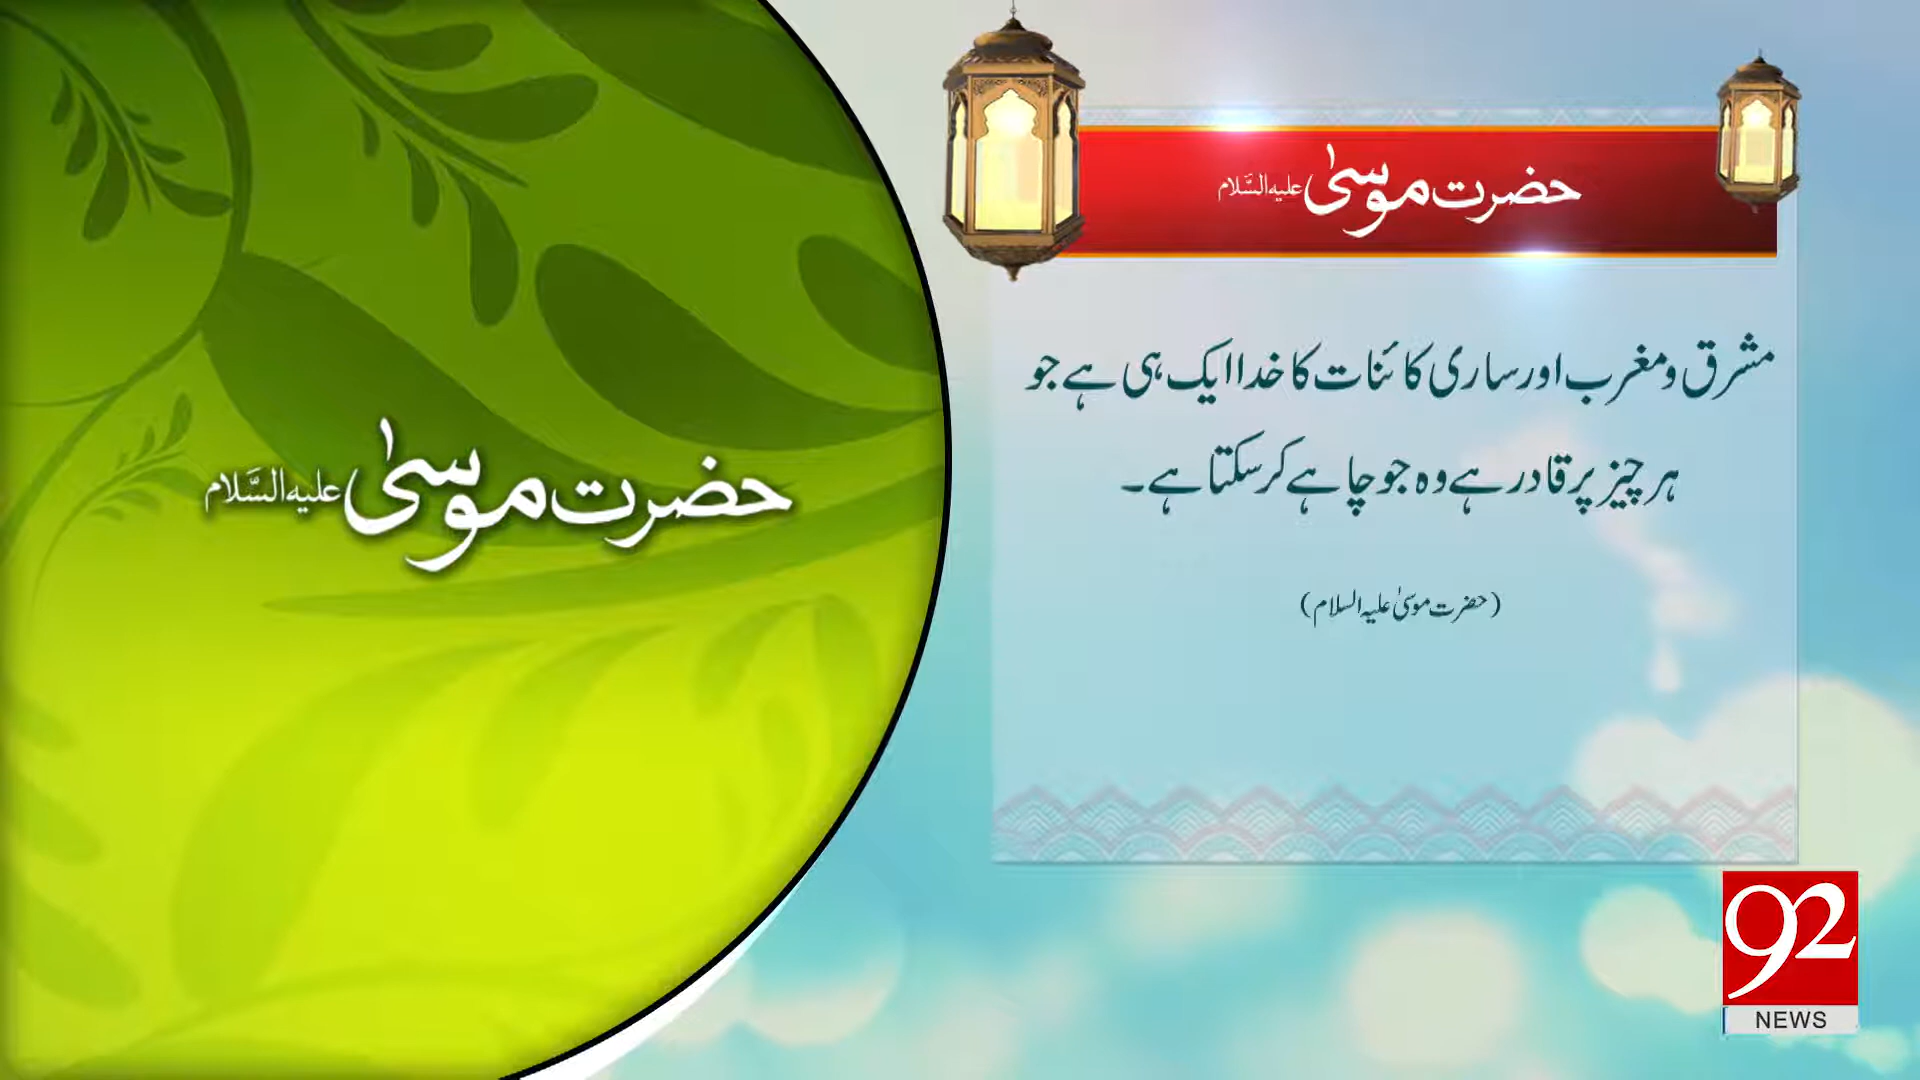 حضرت موسیٰ علیہ السَّلام
حضرت موسیٰ علیہ السَّلام
مشرق و مغرب اور ساری کائنات کا خدا ایک ہی ہے جو
ہر چیز پر قادر ہے وہ جو چاہے کر سکتا ہے۔
(حضرت موسیٰ علیہ السلام)
92
NEWS